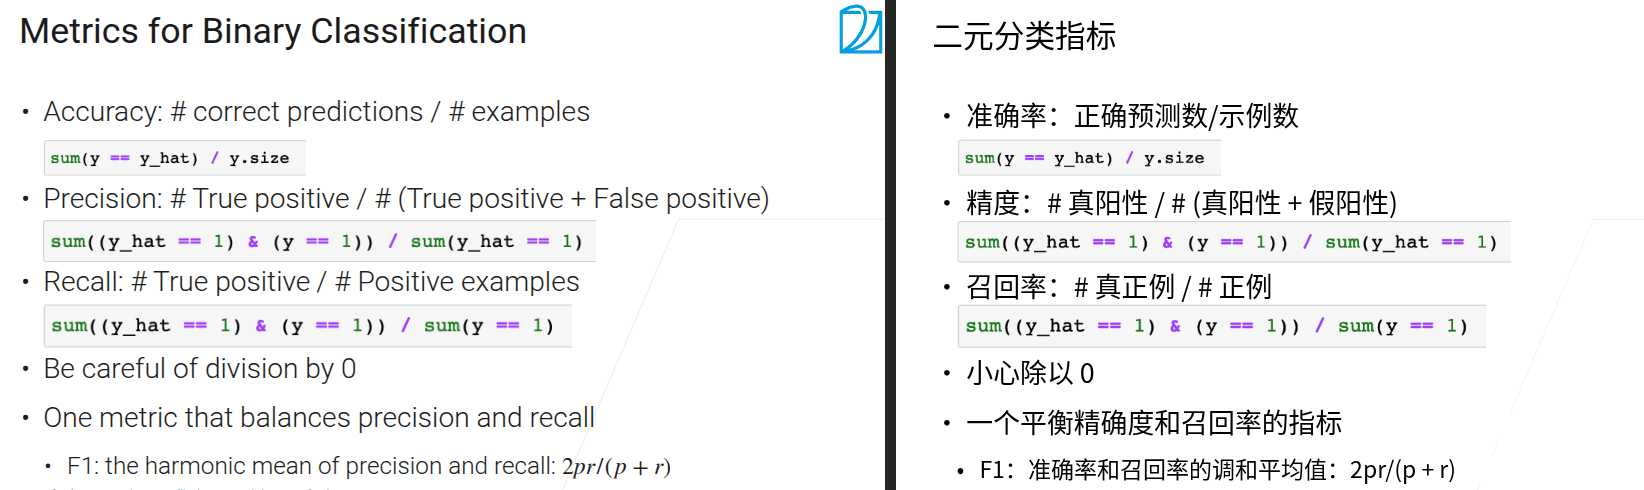 Metrics for Binary Classification
• Accuracy: # correct predictions / # examples
sum(y == y_hat) / y.size
• Precision: # True positive / # (True positive + False positive)
sum((y_hat == 1) & (y == 1)) / sum(y_hat == 1)
• Recall: # True positive / # Positive examples
sum((y_hat == 1) & (y == 1)) / sum(y == 1)
• Be careful of division by 0
• One metric that balances precision and recall
• F1: the harmonic mean of precision and recall: 2pr/(p + r)
二元分类指标
• 准确率：正确预测数/示例数
sum(y == y_hat) / y.size
• 精度：# 真阳性 / # (真阳性 + 假阳性)
sum((y_hat == 1) & (y == 1)) / sum(y_hat == 1)
• 召回率：# 真正例 / # 正例
sum((y_hat == 1) & (y == 1)) / sum(y == 1)
• 小心除以 0
• 一个平衡精确度和召回率的指标
• F1：准确率和召回率的调和平均值：2pr/(p + r)